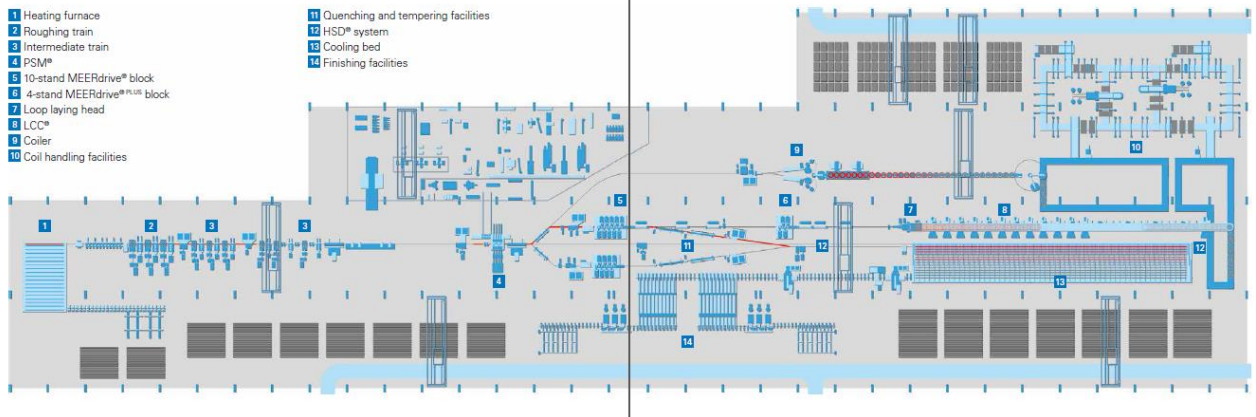 1 Heating furnace
2 Roughing train
3 Intermediate train
4 PSM®
5 10-stand MEERdrive® block
6 4-stand MEERdrive®PLUS block
7 Loop laying head
8 LCC®
9 Coiler
10 Coil handling facilities
11 Quenching and tempering facilities
12 HSD® system
13 Cooling bed
14 Finishing facilities
10
9
5
6
7
8
1
2
3
3
11
12
12
4
13
14